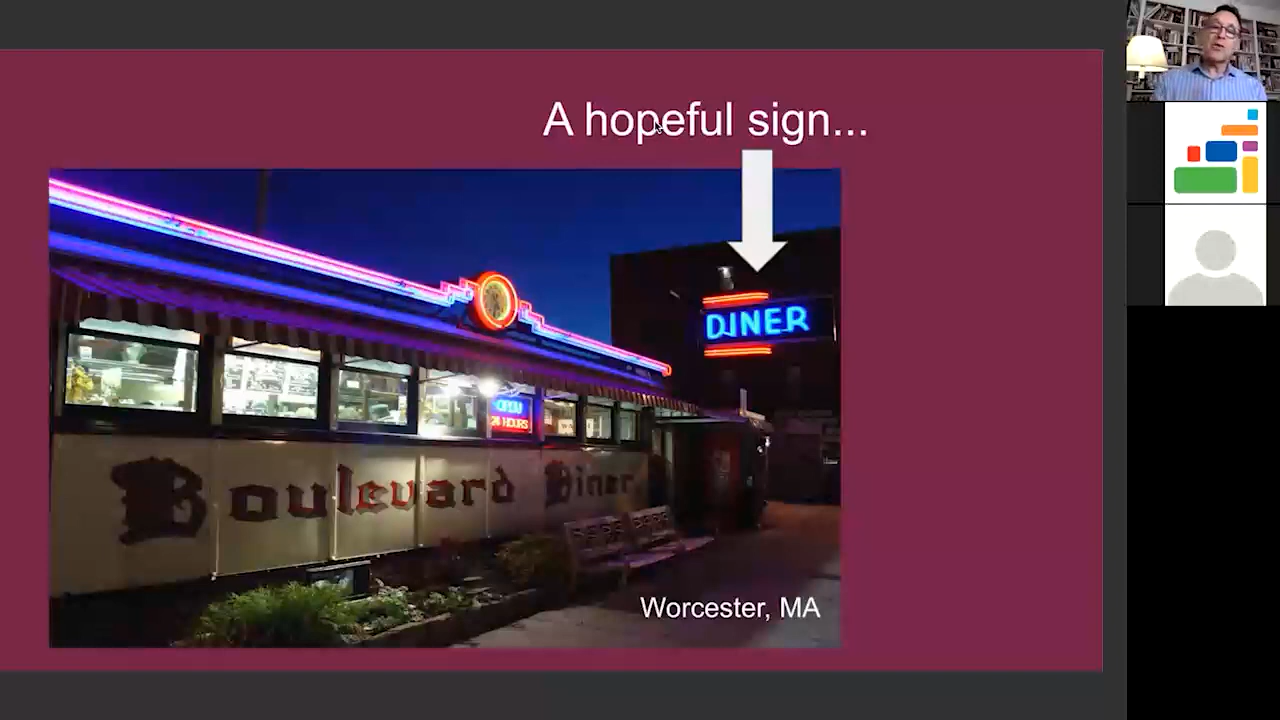 A hopeful sign...
DINER
OPEN
24 HOURS
Boulevard Diner
Worcester, MA